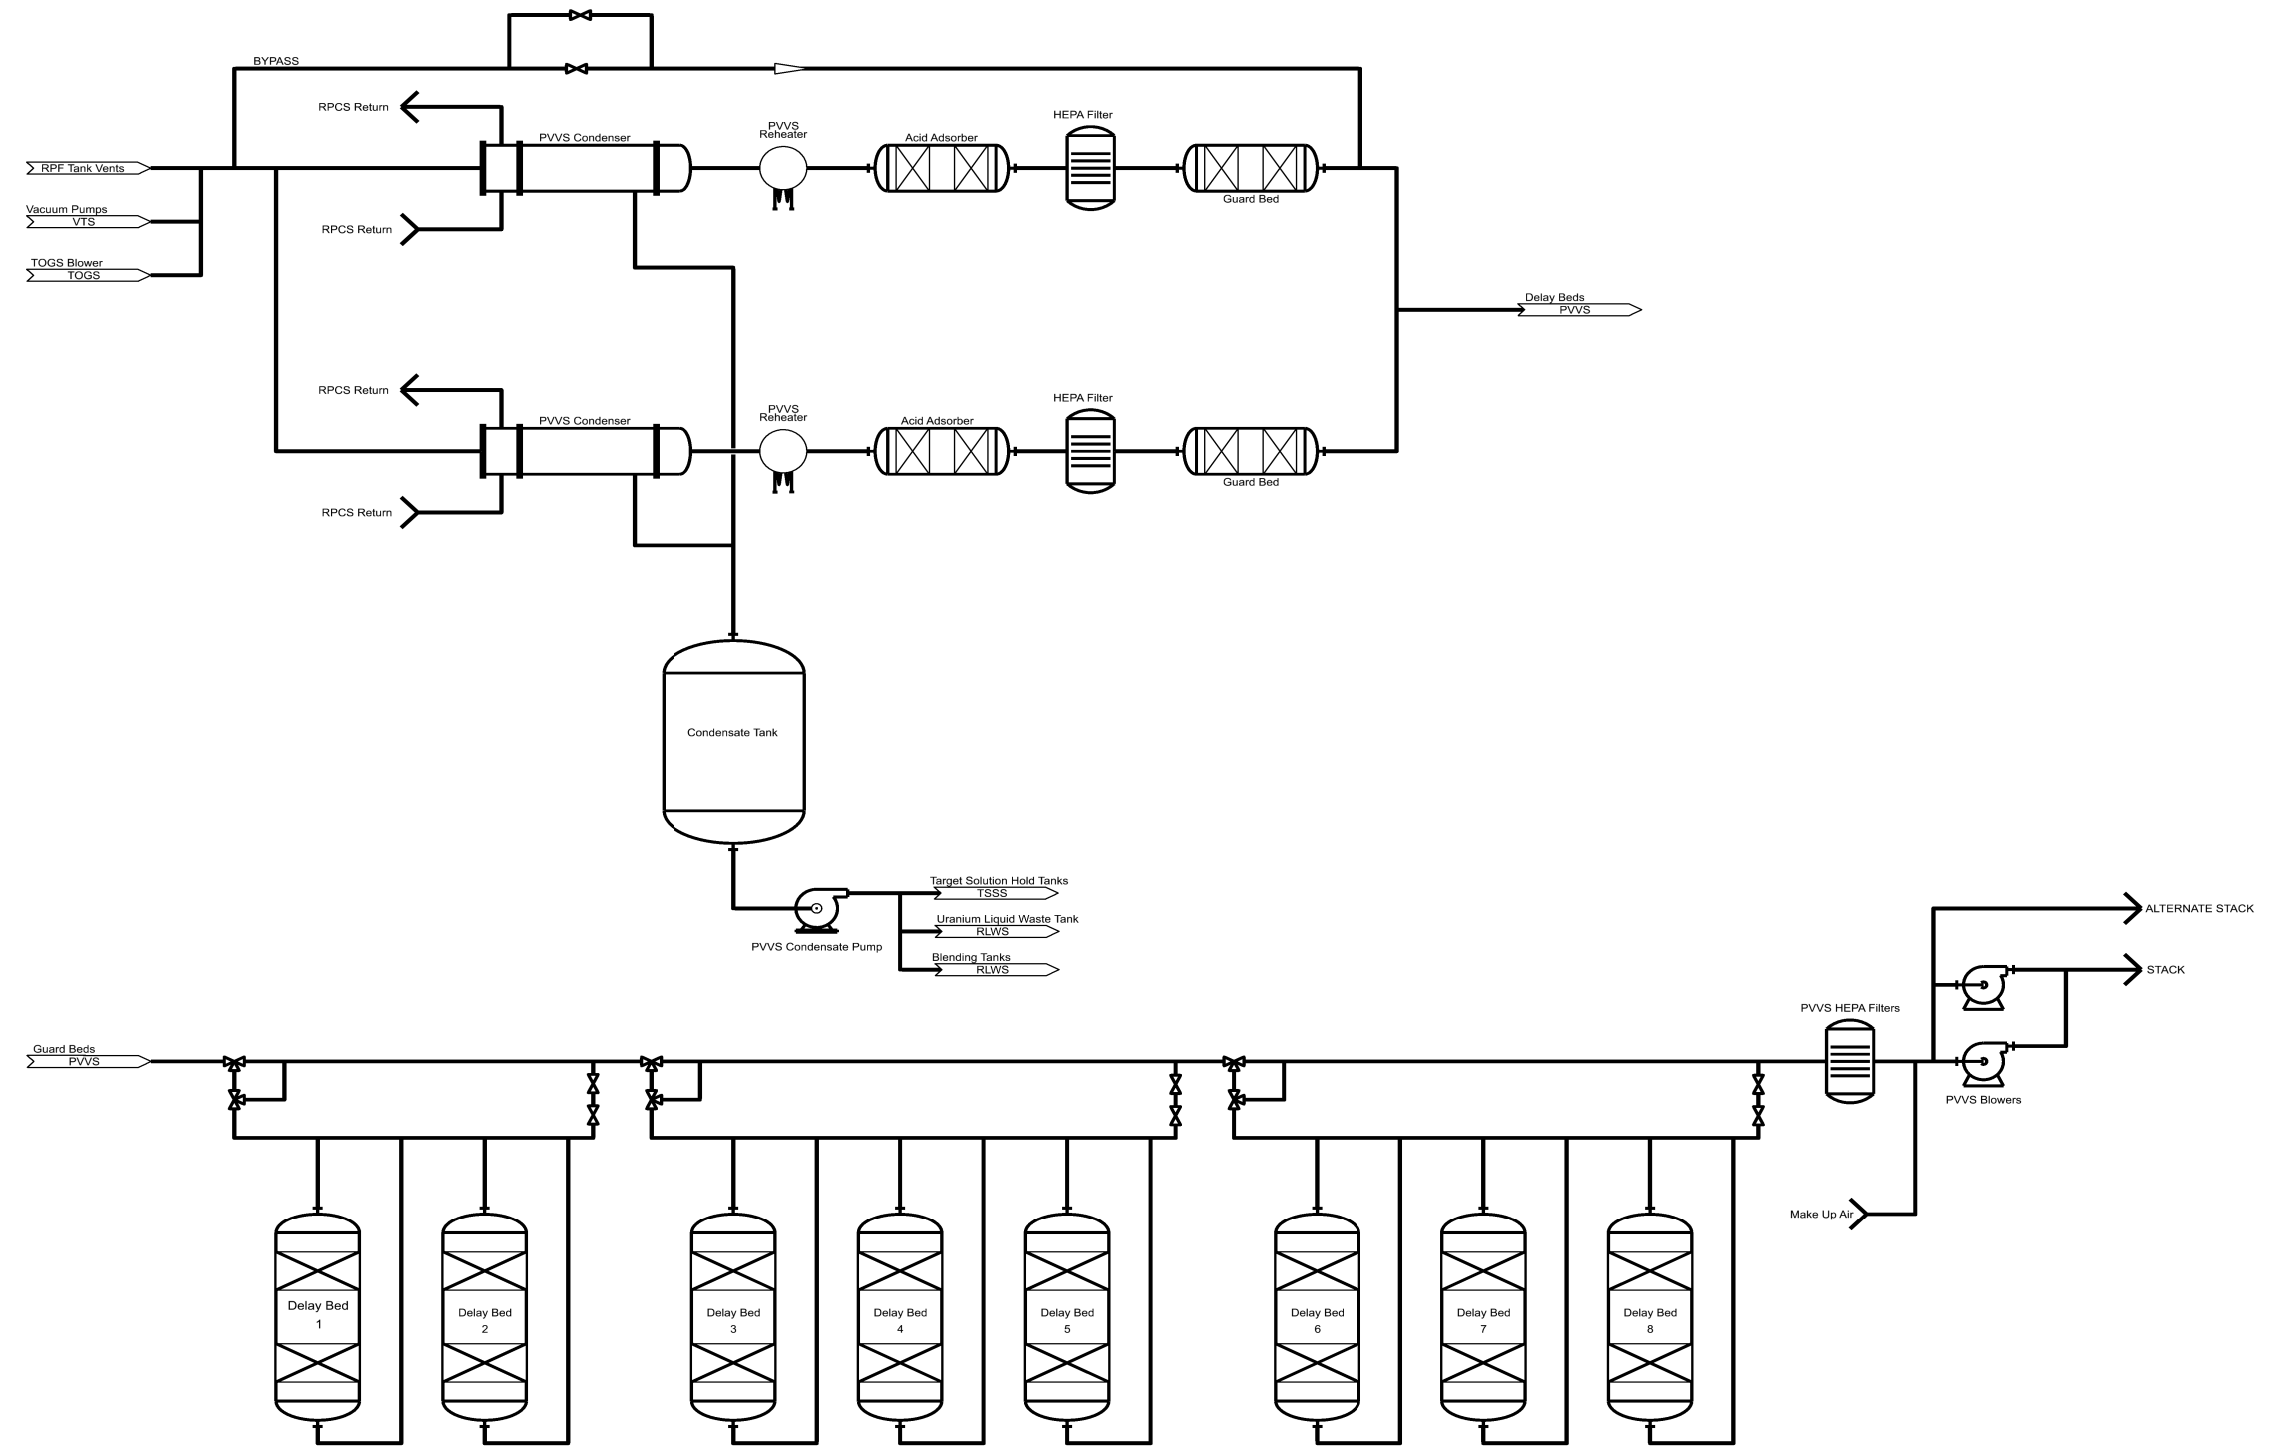 BYPASS
RPCS Return
PVVS Condenser
PVVS
Reheater
Acid Adsorber
HEPA Filter
RPF Tank Vents
Guard Bed
Vacuum Pumps
VTS
RPCS Return
TOGS Blower
TOGS
Delay Beds
PVVS
RPCS Return
PVVS Condenser
PVVS
Reheater
Acid Adsorber
HEPA Filter
Guard Bed
RPCS Return
Condensate Tank
Target Solution Hold Tanks
TSSS
Uranium Liquid Waste Tank
RLWS
PVVS Condensate Pump
Blending Tanks
RLWS
ALTERNATE STACK
STACK
PVVS HEPA Filters
Guard Beds
PVVS
PVVS Blowers
Make Up Air
Delay Bed
1
Delay Bed
2
Delay Bed
3
Delay Bed
4
Delay Bed
5
Delay Bed
6
Delay Bed
7
Delay Bed
8